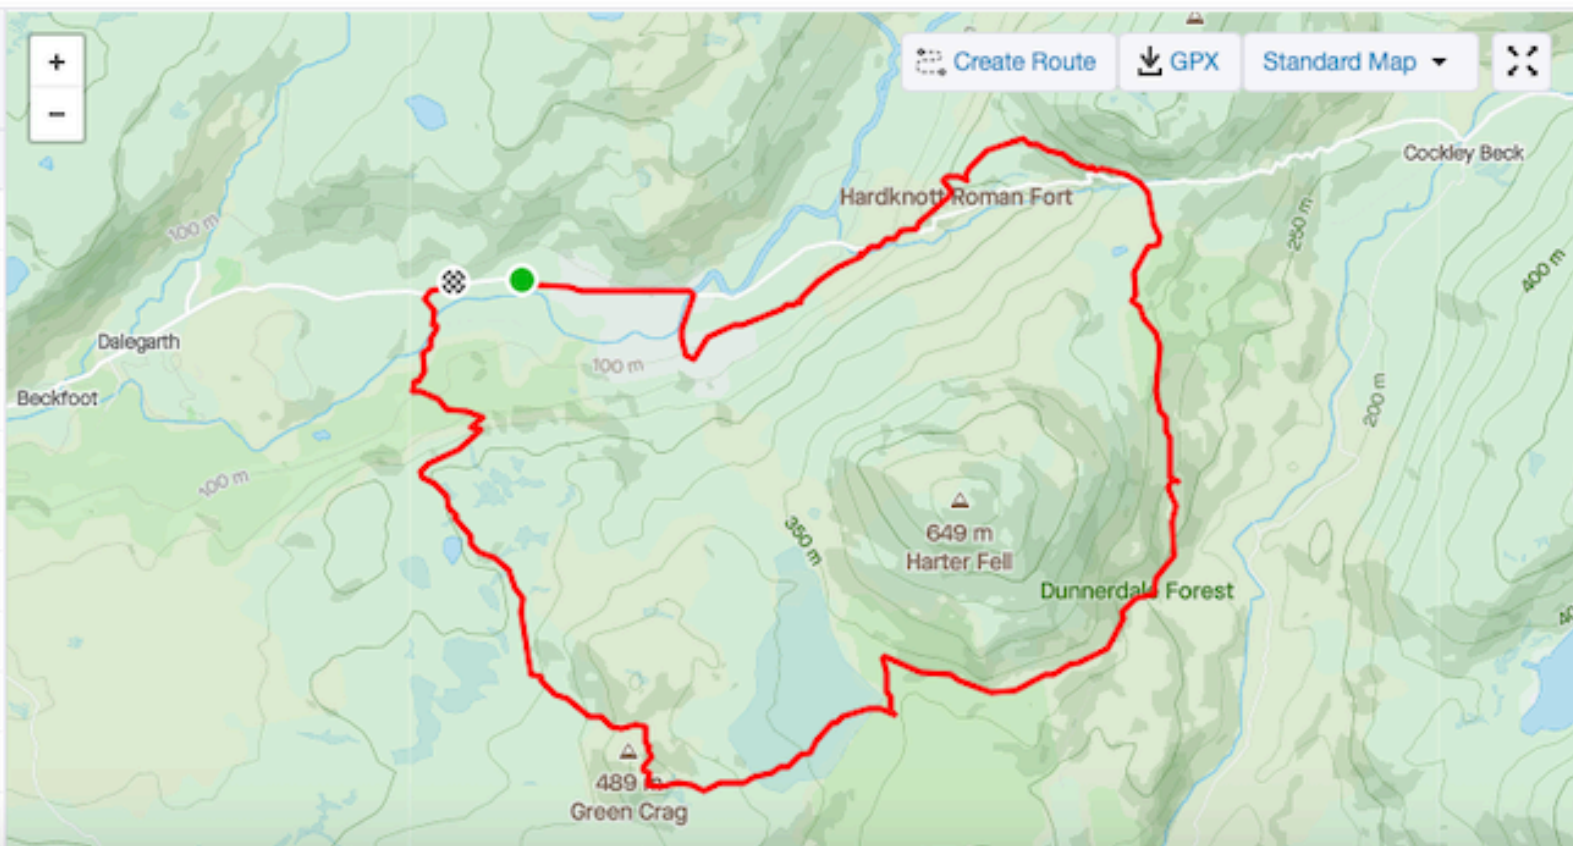 +
Create Route
GPX
Standard Map
−
Cockley Beck
Hardknott Roman Fort
100 m
250 m
400 m
Dalegarth
100 m
Beckfoot
200 m
100 m
649 m
Harter Fell
350 m
Dunnerdale Forest
489 m
Green Crag